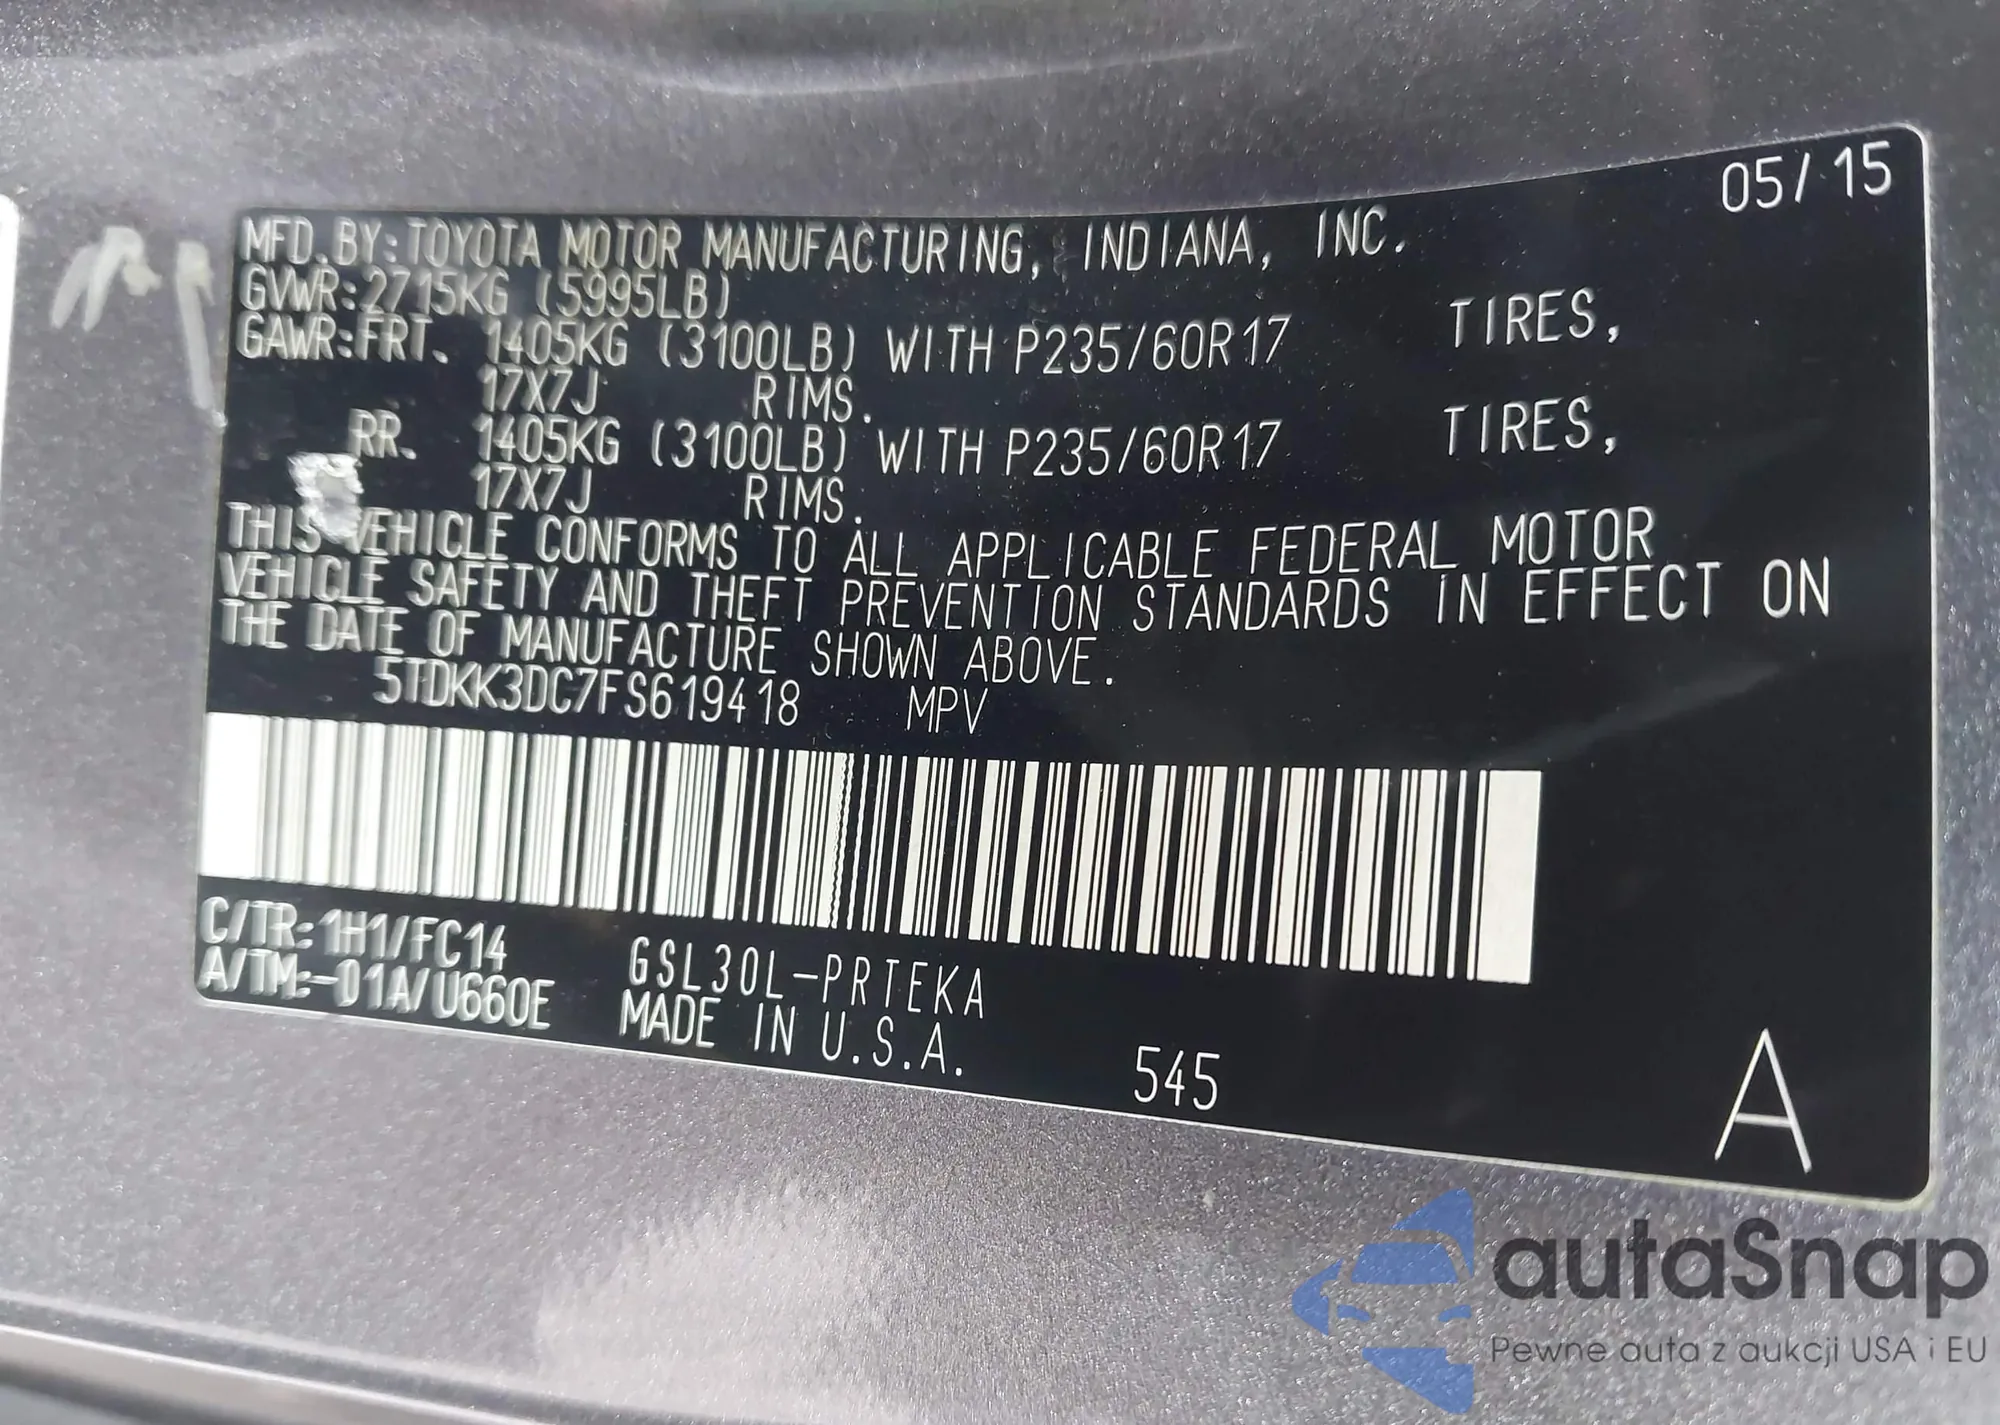 05/15
MFD.BY:TOYOTA MOTOR MANUFACTURING, INDIANA, INC.
GVWR:2715KG (5995LB)
GAWR:FRT. 1405KG (3100LB) WITH P235/60R17 TIRES,
17X7J RIMS.
RR. 1405KG (3100LB) WITH P235/60R17 TIRES,
17X7J RIMS.
THIS VEHICLE CONFORMS TO ALL APPLICABLE FEDERAL MOTOR
VEHICLE SAFETY AND THEFT PREVENTION STANDARDS IN EFFECT ON
THE DATE OF MANUFACTURE SHOWN ABOVE.
5TDKK3DC7FS619418 MPV
C/TR:1H1/FC14 GSL30L-PRTEKA
A/TM:-01A/U660E MADE IN U.S.A. 545
A
autaSnap
Pewne auta z aukcji USA i EU